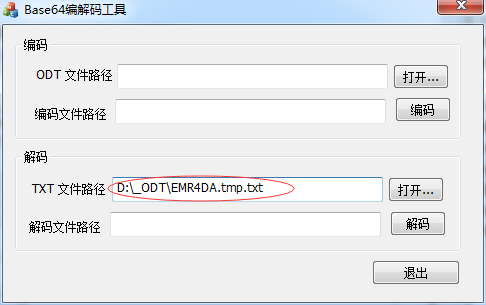 Base64编解码工具
编码
ODT 文件路径 打开...
编码文件路径 编码
解码
TXT 文件路径 D:\_ODT\EMR4DA.tmp.txt 打开...
解码文件路径 解码
退出